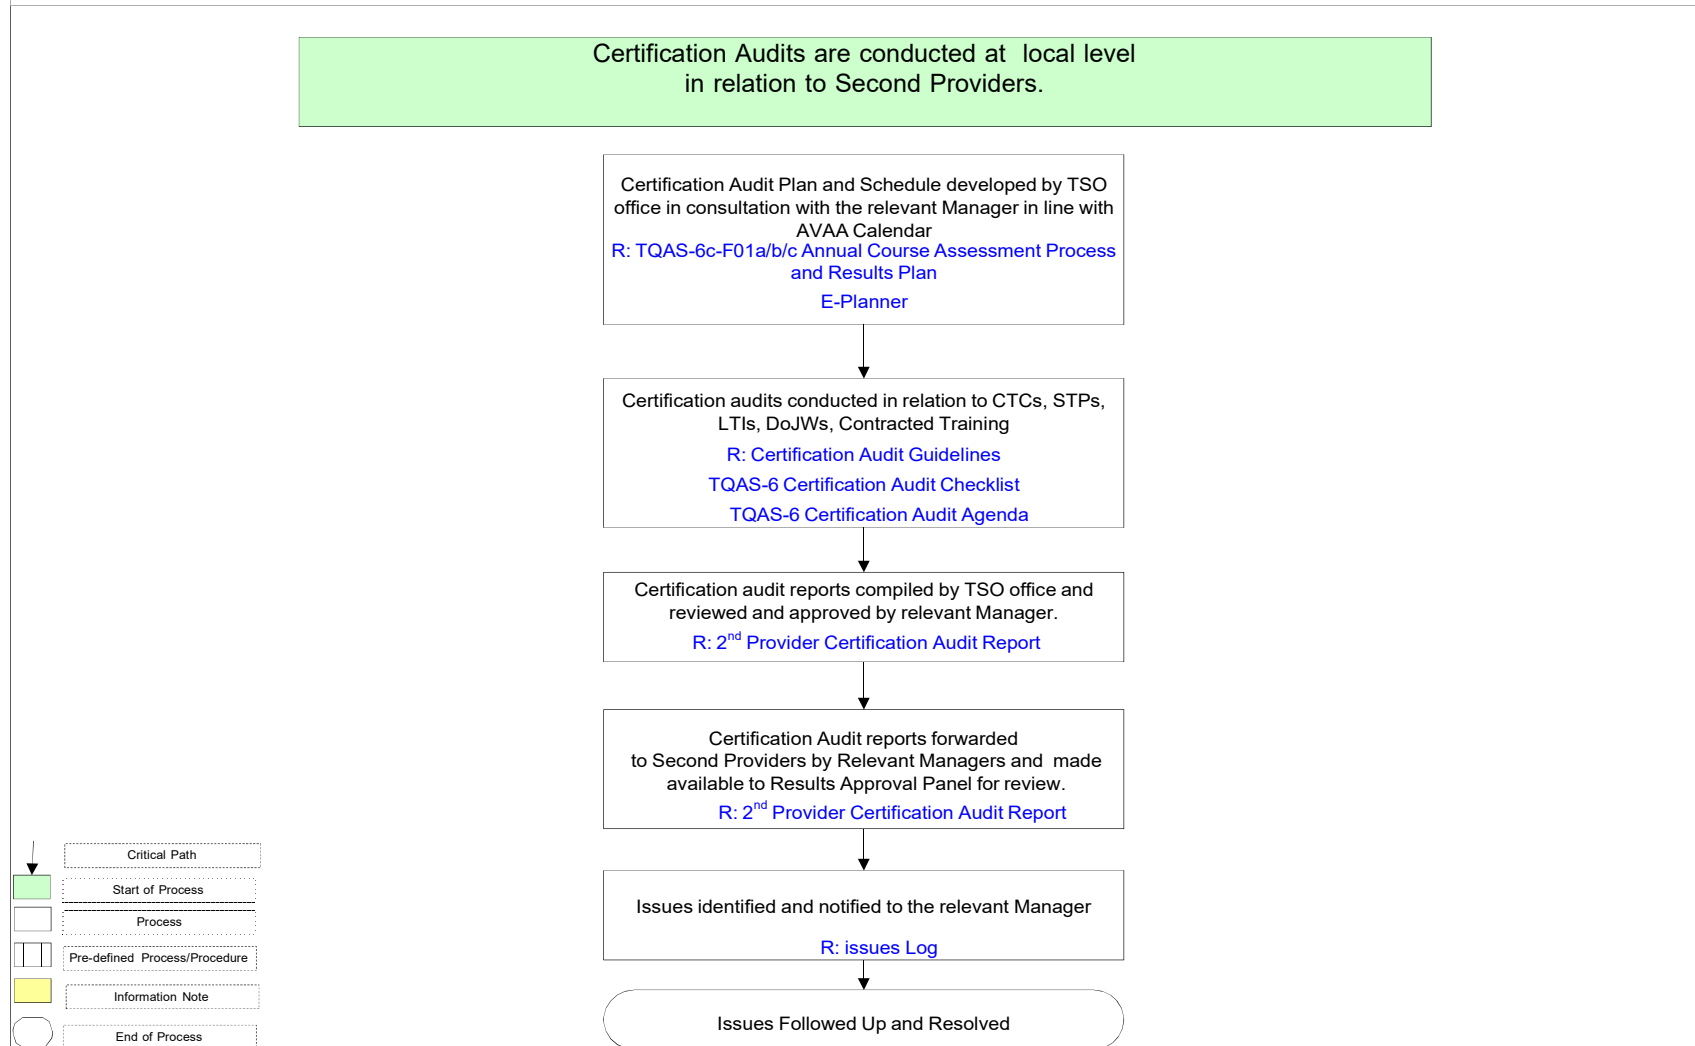 Certification Audits are conducted at local level
in relation to Second Providers.
Certification Audit Plan and Schedule developed by TSO
office in consultation with the relevant Manager in line with
AVAA Calendar
R: TQAS-6c-F01a/b/c Annual Course Assessment Process
and Results Plan
E-Planner
Certification audits conducted in relation to CTCs, STPs,
LTIs, DoJWs, Contracted Training
R: Certification Audit Guidelines
TQAS-6 Certification Audit Checklist
TQAS-6 Certification Audit Agenda
Certification audit reports compiled by TSO office and
reviewed and approved by relevant Manager.
R: 2nd Provider Certification Audit Report
Certification Audit reports forwarded
to Second Providers by Relevant Managers and made
available to Results Approval Panel for review.
R: 2nd Provider Certification Audit Report
Issues identified and notified to the relevant Manager
R: issues Log
Issues Followed Up and Resolved
Critical Path
Start of Process
Process
Pre-defined Process/Procedure
Information Note
End of Process